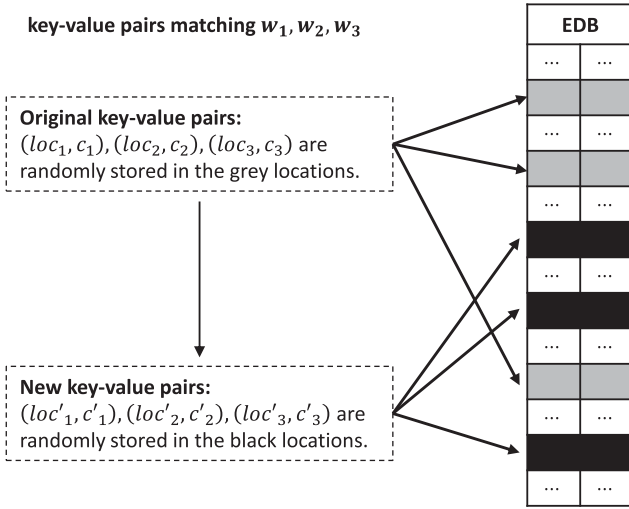 key-value pairs matching w₁, w₂, w₃
EDB
... ...
Original key-value pairs:
(loc₁, c₁), (loc₂, c₂), (loc₃, c₃) are
randomly stored in the grey locations.
... ...
... ...
... ...
... ...
New key-value pairs:
(loc'₁, c'₁), (loc'₂, c'₂), (loc'₃, c'₃) are
randomly stored in the black locations.
... ...
... ...